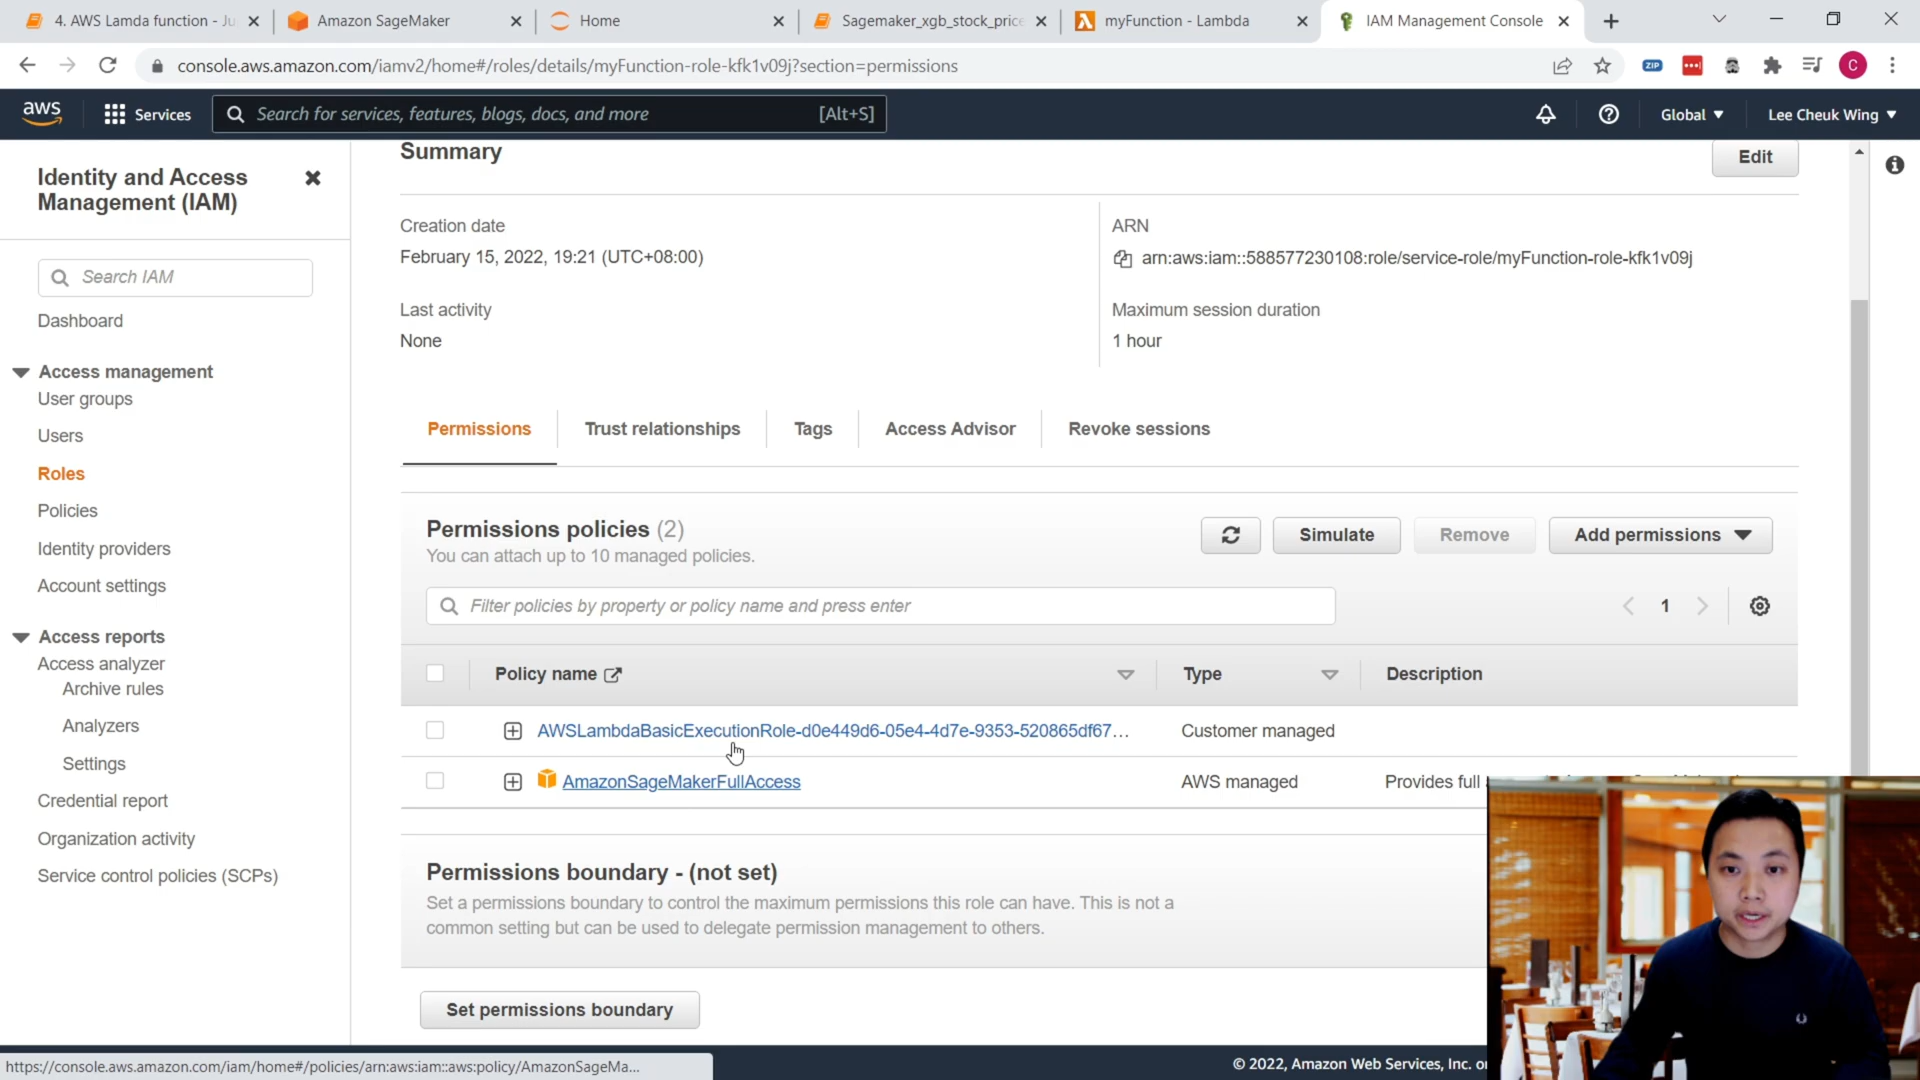 4. AWS Lamda function - Ju
Amazon SageMaker
Home
Sagemaker_xgb_stock_price
myFunction - Lambda
IAM Management Console
console.aws.amazon.com/iamv2/home#/roles/details/myFunction-role-kfk1v09j?section=permissions
ZIP
C
aws
Services
Search for services, features, blogs, docs, and more
[Alt+S]
Global
Lee Cheuk Wing
Identity and Access
Management (IAM)
Search IAM
Dashboard
Access management
User groups
Users
Roles
Policies
Identity providers
Account settings
Access reports
Access analyzer
Archive rules
Analyzers
Settings
Credential report
Organization activity
Service control policies (SCPs)
Summary
Edit
Creation date
February 15, 2022, 19:21 (UTC+08:00)
ARN
arn:aws:iam::588577230108:role/service-role/myFunction-role-kfk1v09j
Last activity
None
Maximum session duration
1 hour
Permissions
Trust relationships
Tags
Access Advisor
Revoke sessions
Permissions policies (2)
You can attach up to 10 managed policies.
Simulate
Remove
Add permissions
Filter policies by property or policy name and press enter
1
Policy name
Type
Description
AWSLambdaBasicExecutionRole-d0e449d6-05e4-4d7e-9353-520865df67...
Customer managed
AmazonSageMakerFullAccess
AWS managed
Provides full
Permissions boundary - (not set)
Set a permissions boundary to control the maximum permissions this role can have. This is not a
common setting but can be used to delegate permission management to others.
Set permissions boundary
https://console.aws.amazon.com/iam/home#/policies/arn:aws:iam::aws:policy/AmazonSageMa...
© 2022, Amazon Web Services, Inc. or